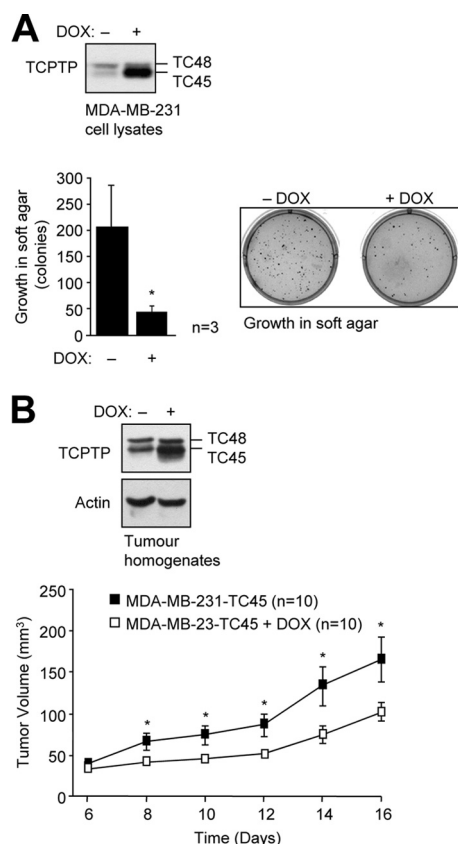 A
DOX: – +
TCPTP
TC48
TC45
MDA-MB-231
cell lysates
Growth in soft agar
(colonies)
300
250
200
150
100
50
0
*
n=3
DOX: – +
– DOX + DOX
Growth in soft agar
B
DOX: – +
TCPTP
TC48
TC45
Actin
Tumour
homogenates
Tumor Volume (mm³)
250
200
150
100
50
0
MDA-MB-231-TC45 (n=10)
MDA-MB-23-TC45 + DOX (n=10)
* * * * *
6 8 10 12 14 16
Time (Days)